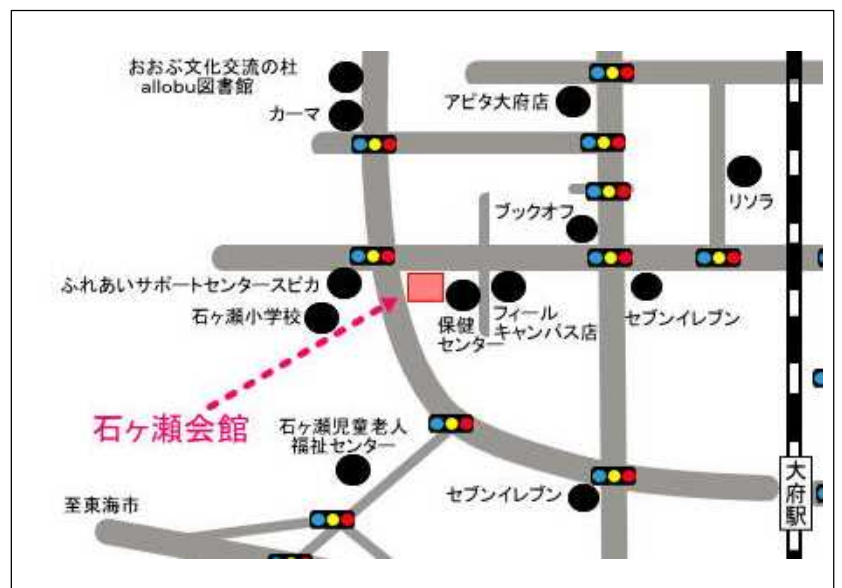 おおぶ文化交流の杜
allobu図書館
カーマ
アピタ大府店
リソラ
ブックオフ
ふれあいサポートセンタースピカ
石ヶ瀬小学校
保健
センター
フィール
キャンパス店
セブンイレブン
石ヶ瀬会館
石ヶ瀬児童老人
福祉センター
セブンイレブン
至東海市
大府駅